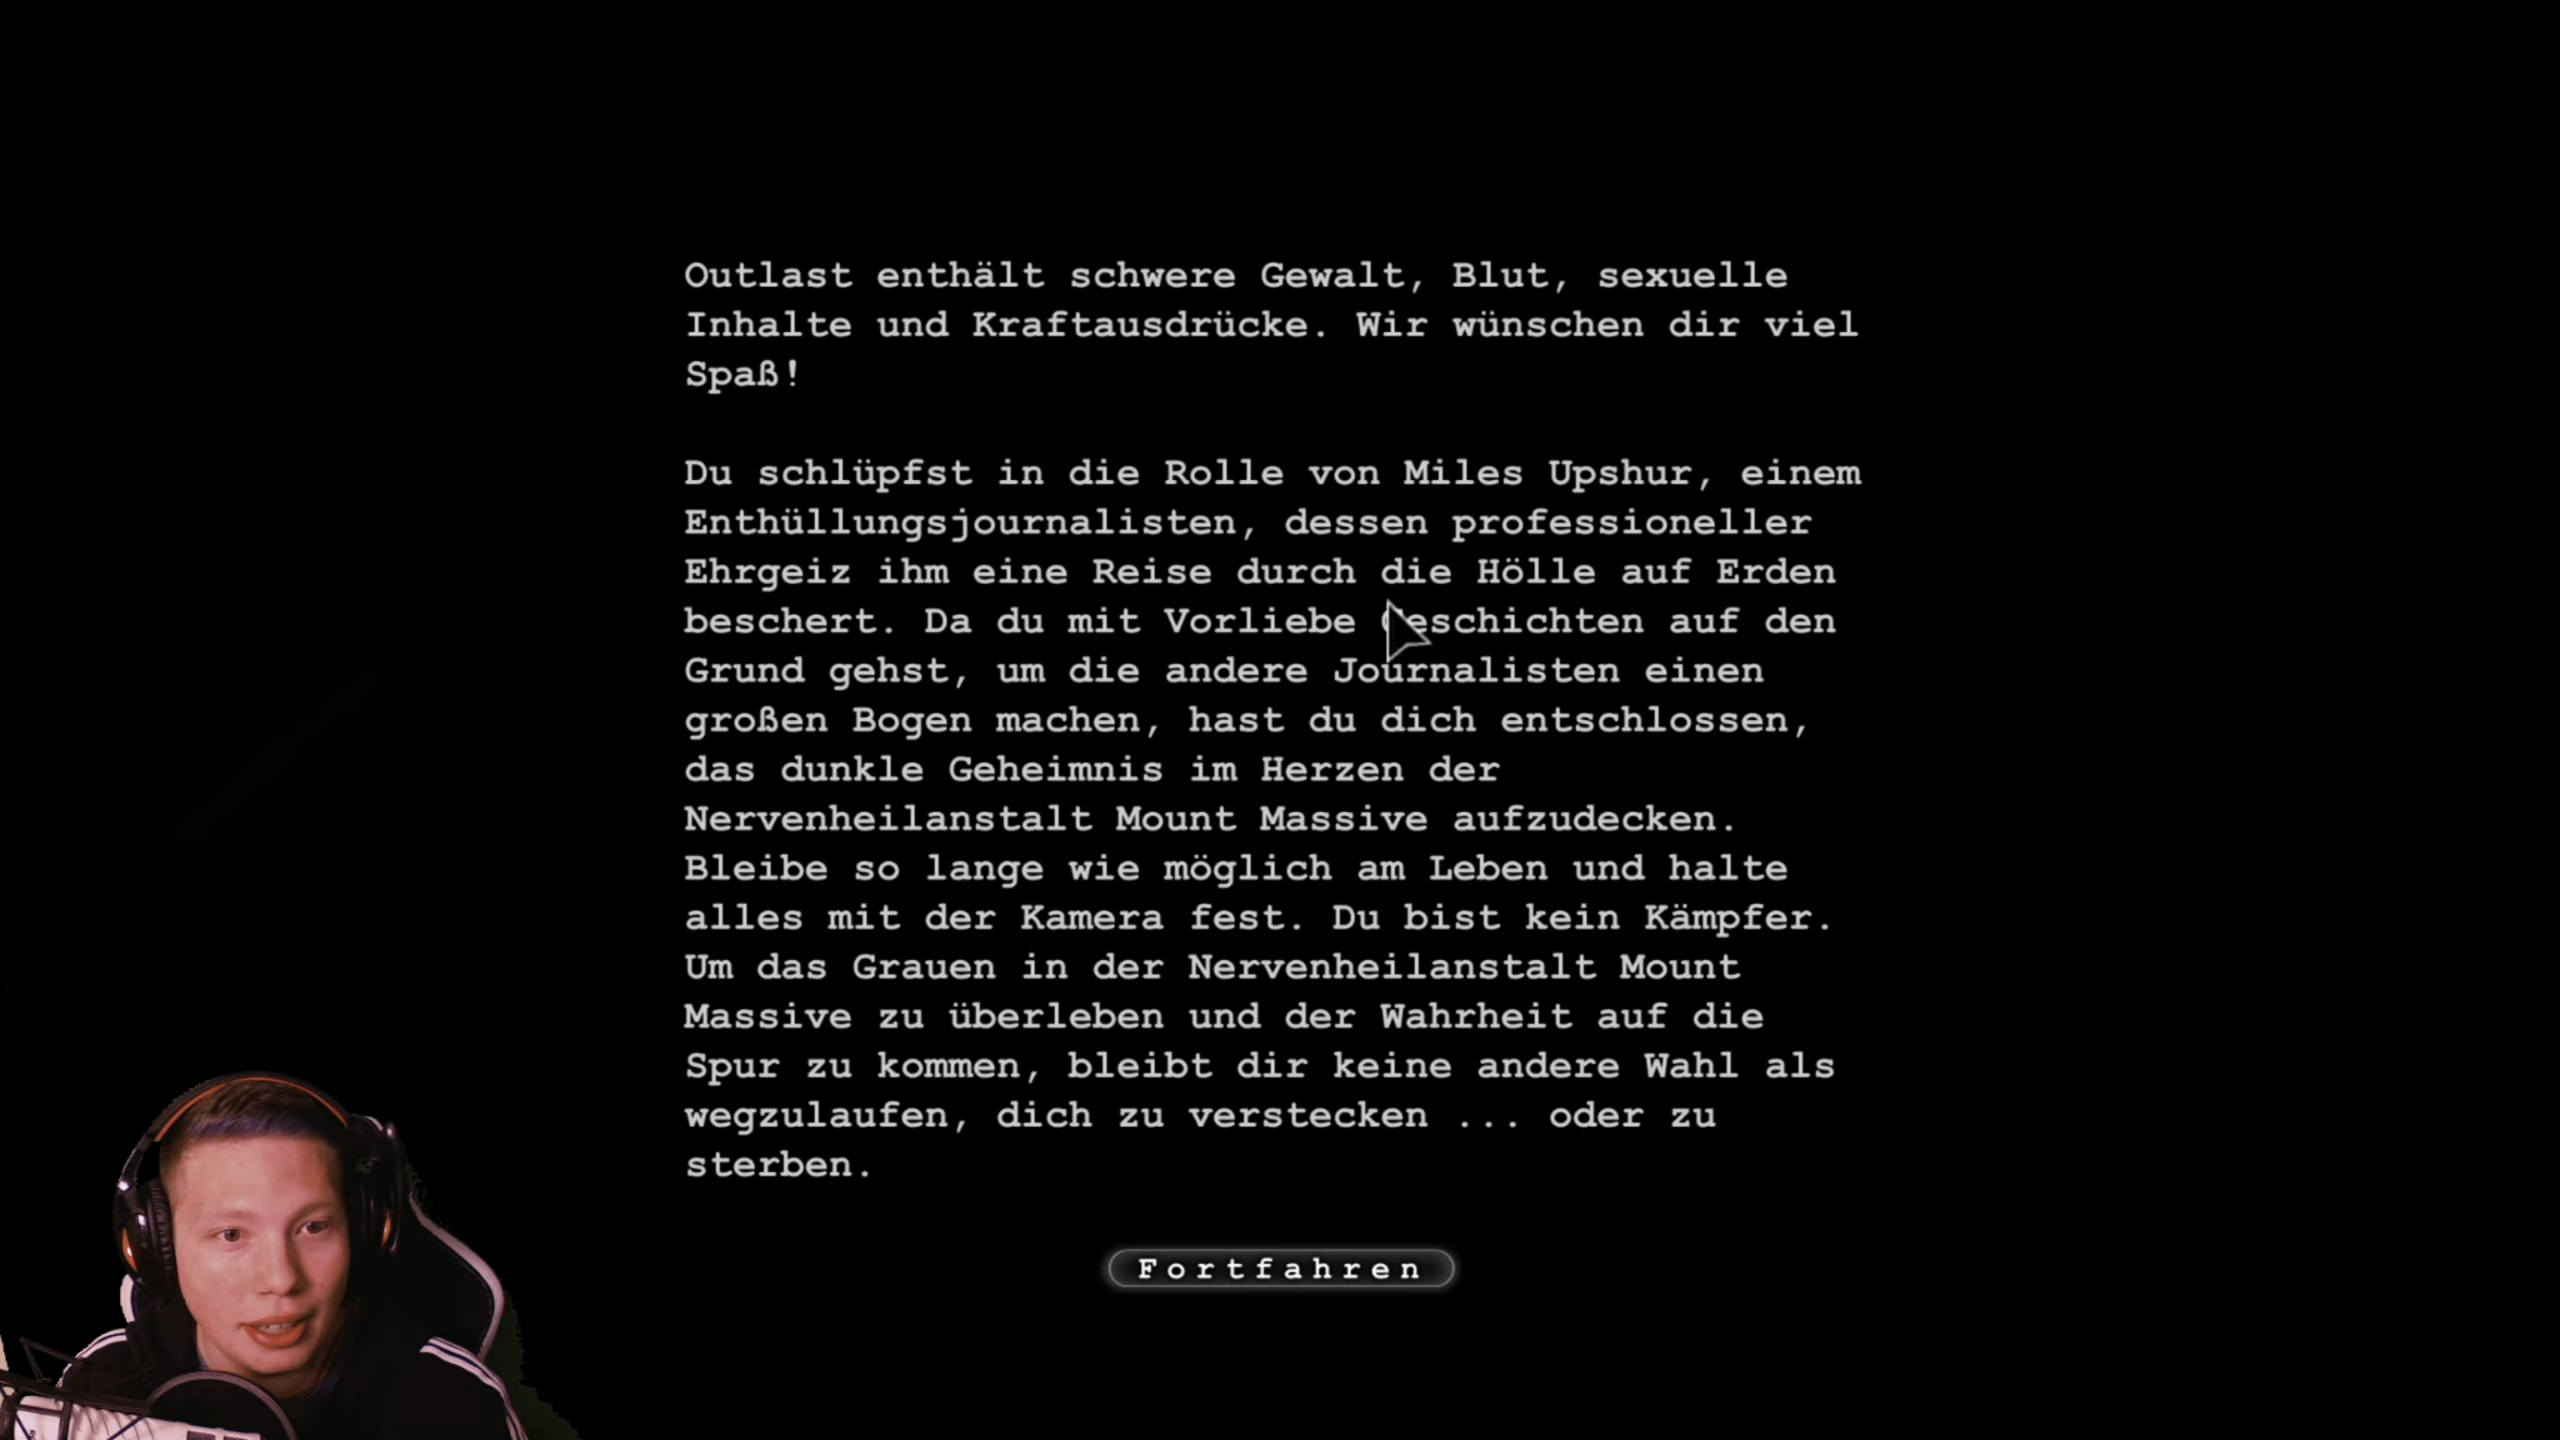 Outlast enthält schwere Gewalt, Blut, sexuelle
Inhalte und Kraftausdrücke. Wir wünschen dir viel
Spaß!
Du schlüpfst in die Rolle von Miles Upshur, einem
Enthüllungsjournalisten, dessen professioneller
Ehrgeiz ihm eine Reise durch die Hölle auf Erden
beschert. Da du mit Vorliebe Geschichten auf den
Grund gehst, um die andere Journalisten einen
großen Bogen machen, hast du dich entschlossen,
das dunkle Geheimnis im Herzen der
Nervenheilanstalt Mount Massive aufzudecken.
Bleibe so lange wie möglich am Leben und halte
alles mit der Kamera fest. Du bist kein Kämpfer.
Um das Grauen in der Nervenheilanstalt Mount
Massive zu überleben und der Wahrheit auf die
Spur zu kommen, bleibt dir keine andere Wahl als
wegzulaufen, dich zu verstecken ... oder zu
sterben.
Fortfahren